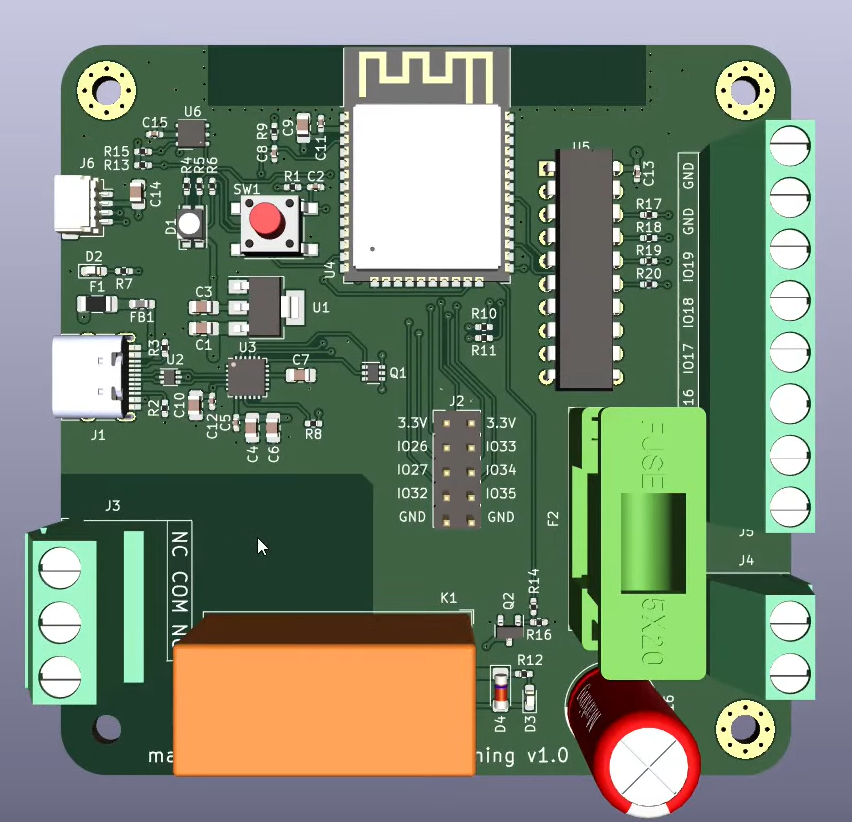 U6
C15
R15
R13
J6
C14
R4
R5
R6
R9
C8
C9
C11
R1
C2
SW1
D1
U5
C13
R17
R18
R19
R20
GND
GND
IO19
IO18
IO17
16
D2
R7
F1
FB1
C3
C1
U1
U4
R10
R11
R3
U2
U3
C7
Q1
R2
C10
C12
C5
C4
C6
R8
J1
J2
3.3V 3.3V
IO26 IO33
IO27 IO34
IO32 IO35
GND GND
F2
FUSE
5X20
J3
NC COM
J5
J4
K1
Q2
R14
R16
R12
D4
D3
ma
ning v1.0